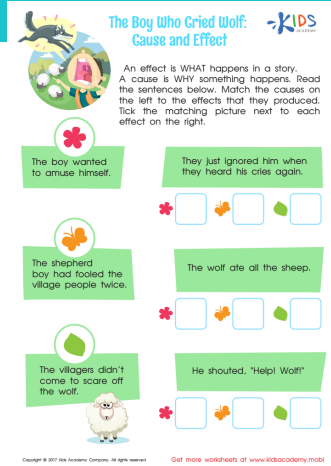 The Boy Who Cried Wolf:
Cause and Effect
KIDS
ACADEMY
An effect is WHAT happens in a story.
A cause is WHY something happens. Read
the sentences below. Match the causes on
the left to the effects that they produced.
Tick the matching picture next to each
effect on the right.
The boy wanted
to amuse himself.
They just ignored him when
they heard his cries again.
The shepherd
boy had fooled the
village people twice.
The wolf ate all the sheep.
The villagers didn't
come to scare off
the wolf.
He shouted, "Help! Wolf!"
Copyright © 2017 Kids Academy Company. All rights reserved
Get more worksheets at www.kidsacademy.mobi